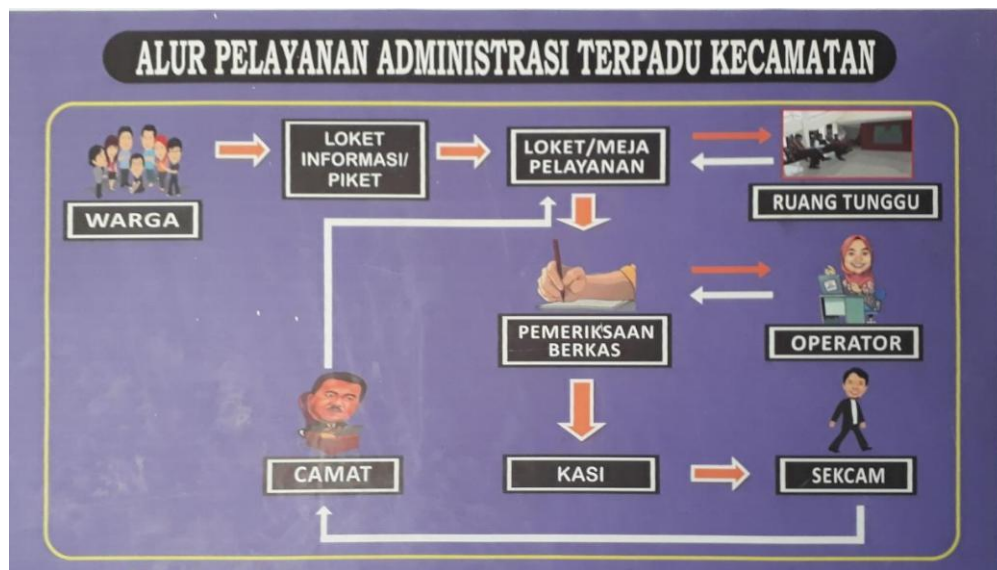 ALUR PELAYANAN ADMINISTRASI TERPADU KECAMATAN
WARGA
LOKET
INFORMASI/
PIKET
LOKET/MEJA
PELAYANAN
RUANG TUNGGU
PEMERIKSAAN
BERKAS
OPERATOR
CAMAT
KASI
SEKCAM